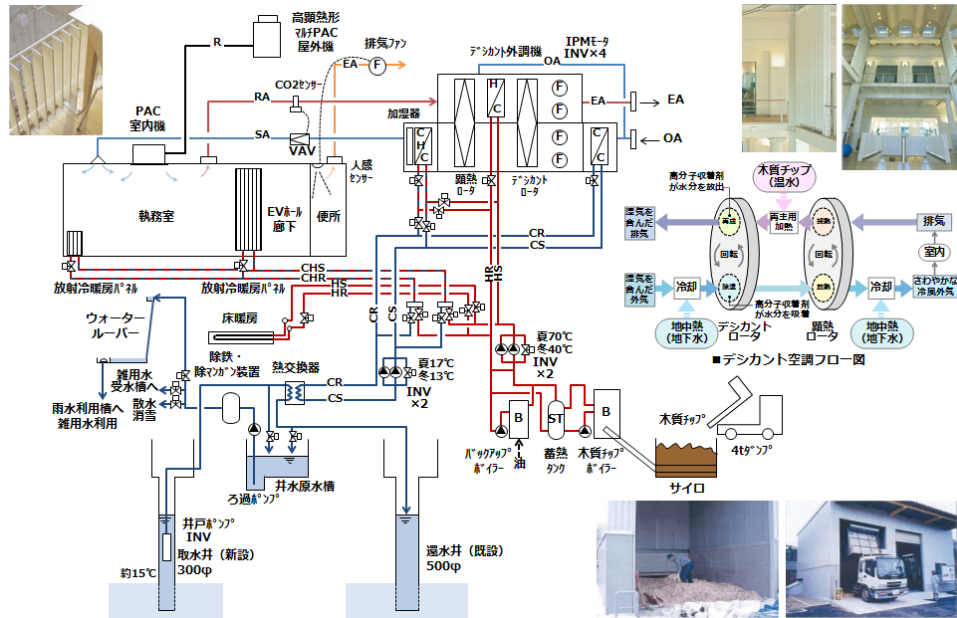 高顕熱形
ﾏﾙﾁPAC
屋外機
R
排気ファン
EA
F
CO2ｾﾝｻｰ
RA
PAC
室内機
SA
VAV
加湿器
ﾃﾞｼｶﾝﾄ外調機
IPMﾓｰﾀ
INV×4
OA
H
C
F
F
F
F
EA
EA
OA
C
H
C
C
C
顕熱
ﾛｰﾀ
ﾃﾞｼｶﾝﾄ
ﾛｰﾀ
人感
ｾﾝｻｰ
執務室
EVﾎｰﾙ
廊下
便所
放射冷暖房ﾊﾟﾈﾙ
放射冷暖房ﾊﾟﾈﾙ
CHS
CHR
HS
HR
CR
CS
CR
CS
HR
HS
ウォーター
ルーバー
床暖房
除鉄・
除ﾏﾝｶﾞﾝ装置
熱交換器
CR
CS
夏17℃
冬13℃
INV
×2
夏70℃
冬40℃
INV
×2
雑用水
受水槽へ
散水
消雪
雨水利用槽へ
雑用水利用
ろ過ﾎﾟﾝﾌﾟ
井水原水槽
B
ﾊﾞｯｸｱｯﾌﾟ
ﾎﾞｲﾗｰ
油
ST
蓄熱
ﾀﾝｸ
B
木質ﾁｯﾌﾟ
ﾎﾞｲﾗｰ
木質ﾁｯﾌﾟ
4tﾀﾞﾝﾌﾟ
サイロ
井戸ﾎﾟﾝﾌﾟ
INV
取水井（新設）
300φ
約15℃
還水井（既設）
500φ
高分子収着剤
が水分を放出
木質チップ
（温水）
湿気を
含んだ
排気
再生
再生用
加熱
授熱
排気
回転
回転
室内
湿気を
含んだ
外気
冷却
除湿
放熱
冷却
さわやかな
冷風外気
高分子収着剤
が水分を吸着
地中熱
（地下水）
デシカント
ロータ
顕熱
ロータ
地中熱
（地下水）
■デシカント空調フロー図